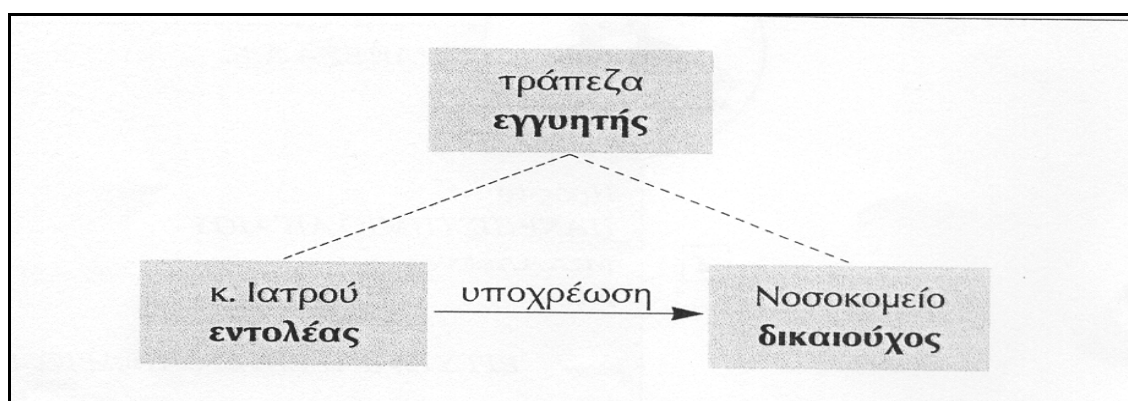 τράπεζα
εγγυητής
κ. Ιατρού
εντολέας
υποχρέωση
Νοσοκομείο
δικαιούχος